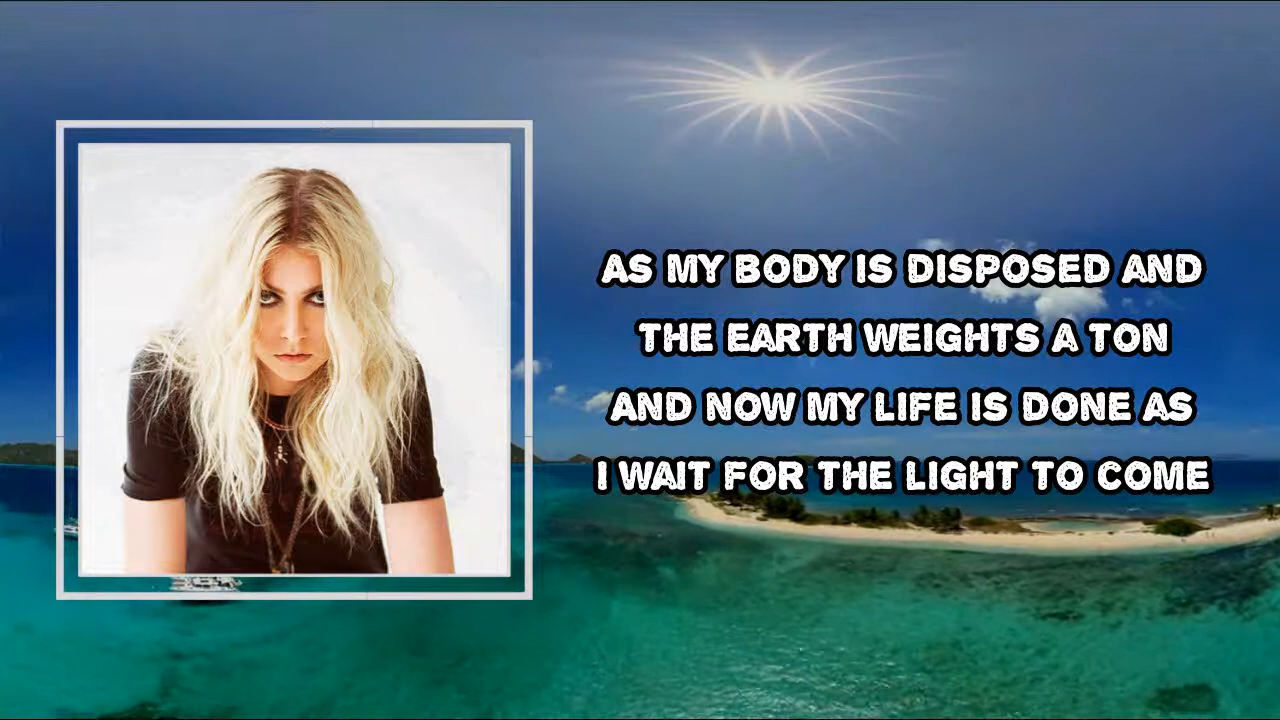 AS MY BODY IS DISPOSED AND
THE EARTH WEIGHTS A TON
AND NOW MY LIFE IS DONE AS
I WAIT FOR THE LIGHT TO COME